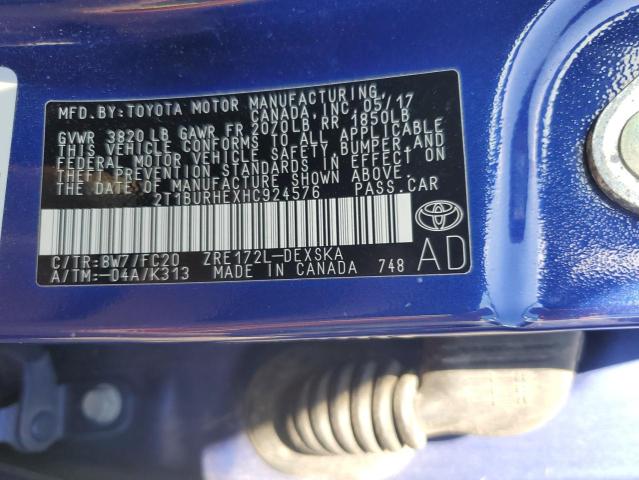 MFD.BY:TOYOTA MOTOR MANUFACTURING,
CANADA, INC. 05/17
GVWR 3820 LB GAWR FR 2070LB RR 1850LB
THIS VEHICLE CONFORMS TO ALL APPLICABLE
FEDERAL MOTOR VEHICLE SAFETY, BUMPER, AND
THEFT PREVENTION STANDARDS IN EFFECT ON
THE DATE OF MANUFACTURE SHOWN ABOVE.
2T1BURHEXHC924576 PASS.CAR
C/TR:8W7/FC20 ZRE172L-DEXSKA
A/TM:-04A/K313 MADE IN CANADA 748
TOYOTA
AD